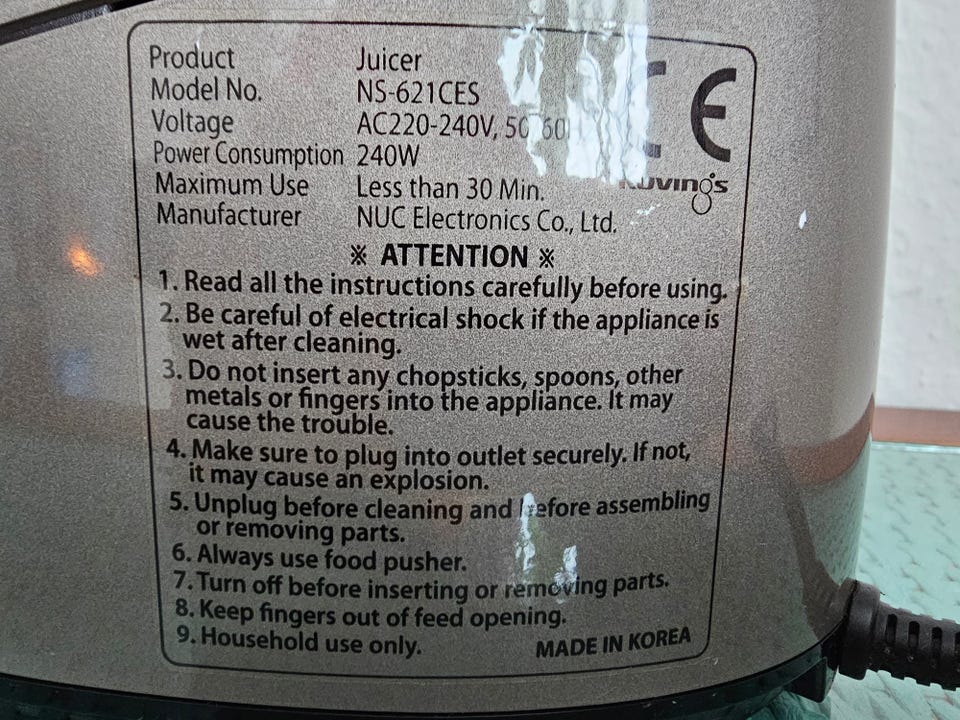 Product Juicer
Model No. NS-621CES
Voltage AC220-240V, 50 60
Power Consumption 240W
Maximum Use Less than 30 Min.
Manufacturer NUC Electronics Co., Ltd.
CE
Kuvings
※ ATTENTION ※
1. Read all the instructions carefully before using.
2. Be careful of electrical shock if the appliance is
wet after cleaning.
3. Do not insert any chopsticks, spoons, other
metals or fingers into the appliance. It may
cause the trouble.
4. Make sure to plug into outlet securely. If not,
it may cause an explosion.
5. Unplug before cleaning and before assembling
or removing parts.
6. Always use food pusher.
7. Turn off before inserting or removing parts.
8. Keep fingers out of feed opening.
9. Household use only.
MADE IN KOREA